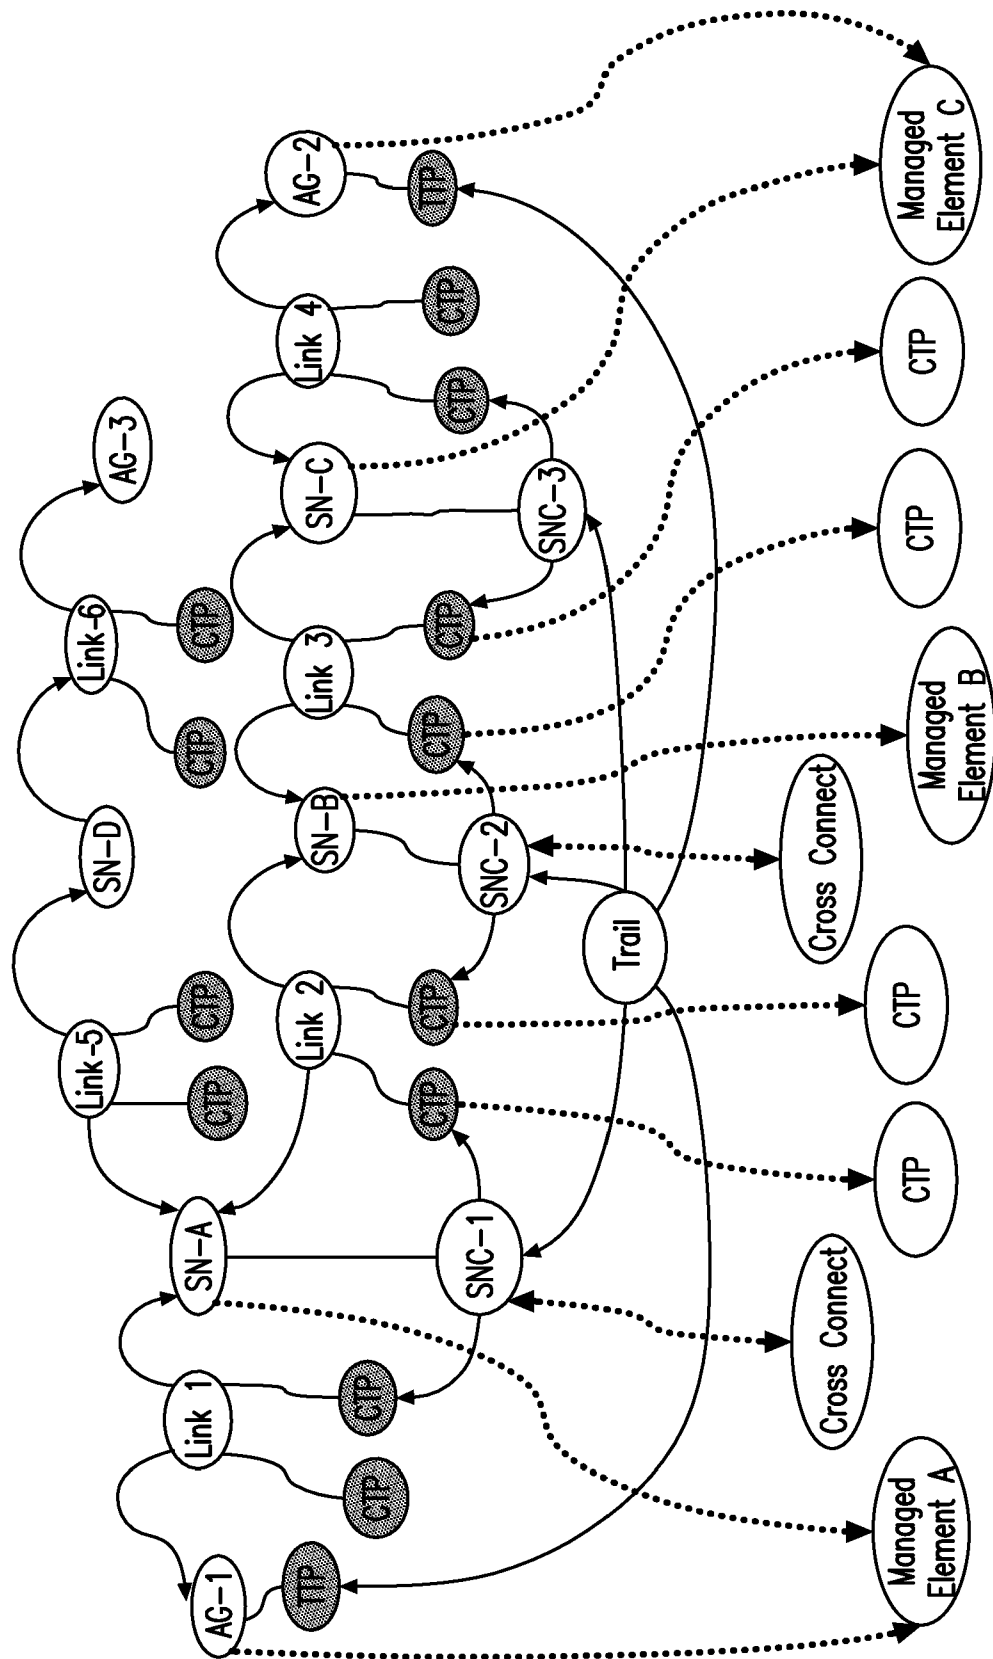 Link-5
SN-D
Link-6
AG-3
AG-1
Link 1
SN-A
CTP
CTP
CTP
CTP
TTP
Link 2
SN-B
Link 3
SN-C
Link 4
AG-2
CTP
CTP
CTP
CTP
CTP
CTP
CTP
CTP
TTP
SNC-1
SNC-2
SNC-3
Trail
Managed
Element A
Cross Connect
CTP
CTP
Cross Connect
Managed
Element B
CTP
CTP
Managed
Element C